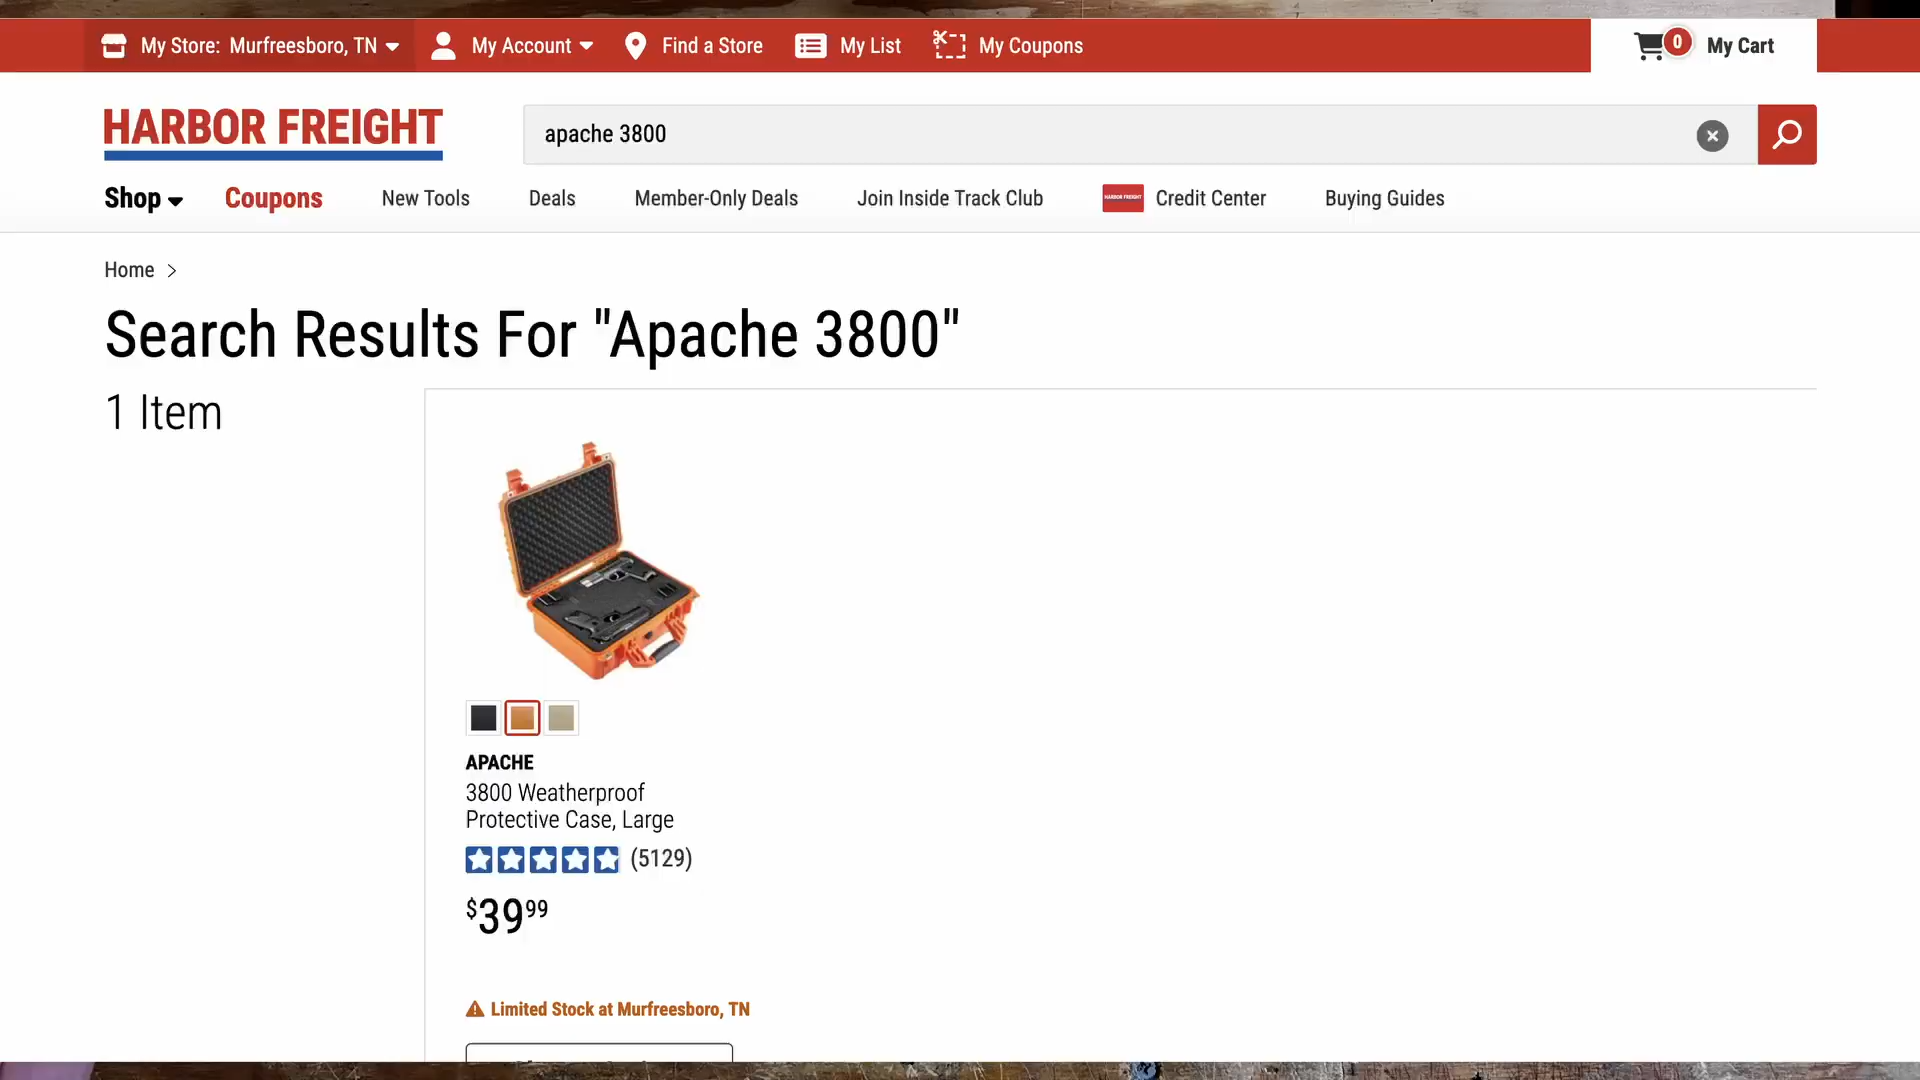 My Store: Murfreesboro, TN
My Account
Find a Store
My List
My Coupons
0
My Cart
HARBOR FREIGHT
apache 3800
Shop
Coupons
New Tools
Deals
Member-Only Deals
Join Inside Track Club
HARBOR FREIGHT
Credit Center
Buying Guides
Home >
Search Results For "Apache 3800"
1 Item
APACHE
3800 Weatherproof
Protective Case, Large
(5129)
$39 99
Limited Stock at Murfreesboro, TN